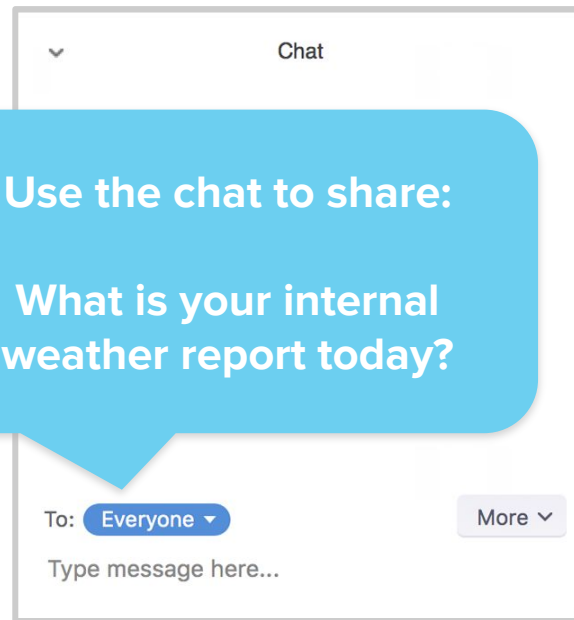 Chat
Use the chat to share:
What is your internal
weather report today?
To: Everyone
More
Type message here...